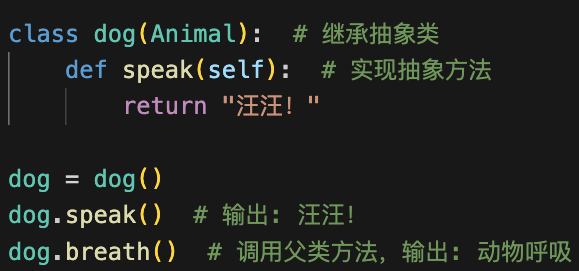 class dog(Animal):  # 继承抽象类
    def speak(self):  # 实现抽象方法
        return "汪汪！"
dog = dog()
dog.speak()  # 输出: 汪汪！
dog.breath()  # 调用父类方法，输出: 动物呼吸